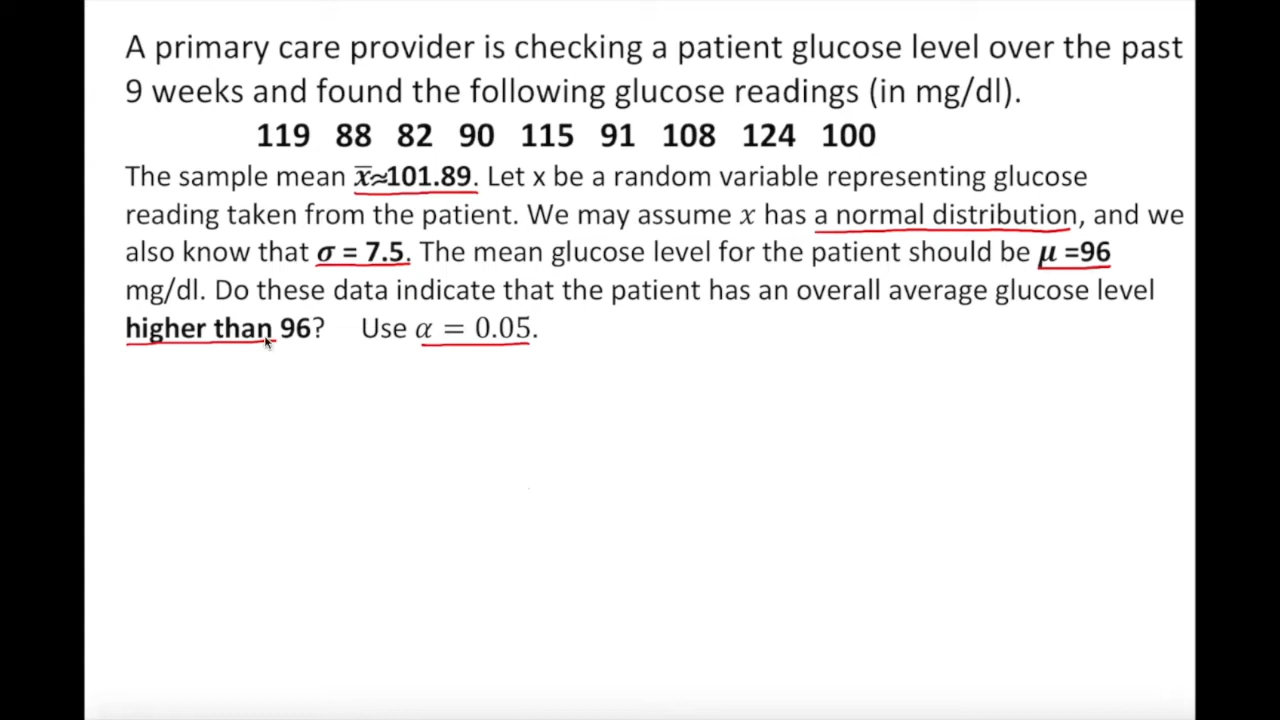 A primary care provider is checking a patient glucose level over the past
9 weeks and found the following glucose readings (in mg/dl).
119 88 82 90 115 91 108 124 100
The sample mean x̅≈101.89. Let x be a random variable representing glucose
reading taken from the patient. We may assume x has a normal distribution, and we
also know that σ = 7.5. The mean glucose level for the patient should be μ =96
mg/dl. Do these data indicate that the patient has an overall average glucose level
higher than 96? Use α = 0.05.